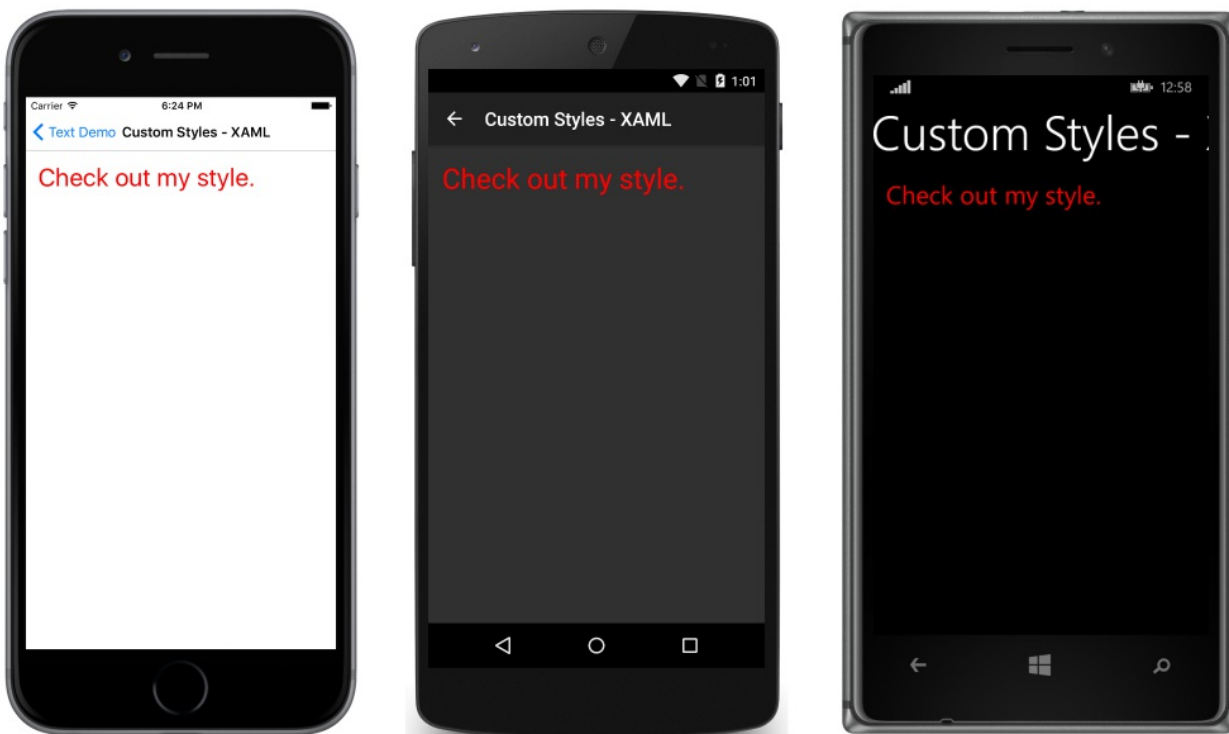 Carrier 6:24 PM
Text Demo Custom Styles - XAML
Check out my style.
1:01
Custom Styles - XAML
Check out my style.
12:58
Custom Styles -
Check out my style.